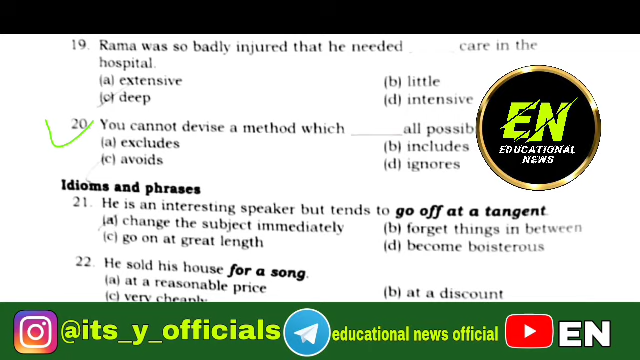 19. Rama was so badly injured that he needed ____ care in the
hospital.
(a) extensive (b) little
(c) deep (d) intensive
20. You cannot devise a method which ______ all possib
(a) excludes (b) includes
(c) avoids (d) ignores
EN
EDUCATIONAL
NEWS
Idioms and phrases
21. He is an interesting speaker but tends to go off at a tangent.
(a) change the subject immediately (b) forget things in between
(c) go on at great length (d) become boisterous
22. He sold his house for a song.
(a) at a reasonable price (b) at a discount
(c) very cheaply
@its_y_officials educational news official EN